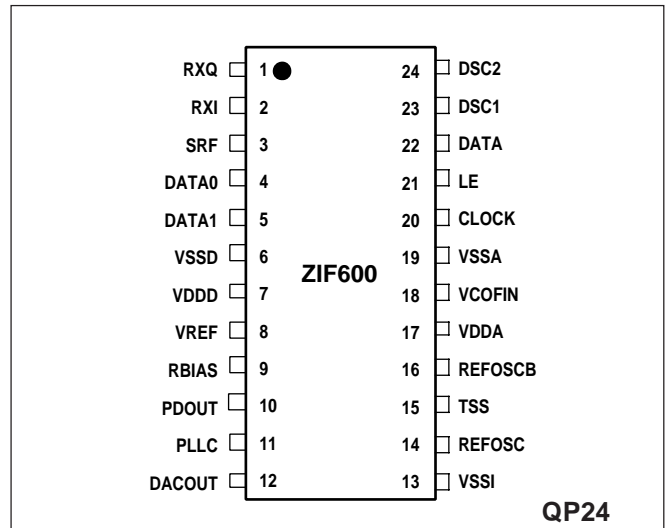 RXQ 1 24 DSC2
RXI 2 23 DSC1
SRF 3 22 DATA
DATA0 4 21 LE
DATA1 5 20 CLOCK
VSSD 6 19 VSSA
ZIF600
VDDD 7 18 VCOFIN
VREF 8 17 VDDA
RBIAS 9 16 REFOSCB
PDOUT 10 15 TSS
PLLC 11 14 REFOSC
DACOUT 12 13 VSSI
QP24